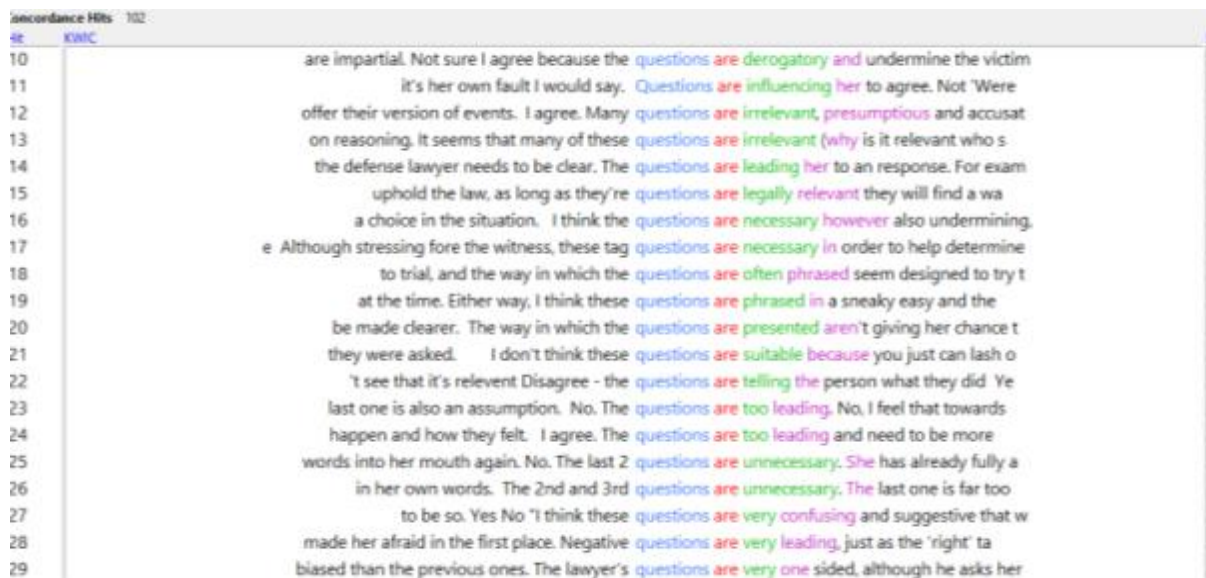 oncordance Hits 102
Hit KWIC
10 are impartial. Not sure I agree because the questions are derogatory and undermine the victim
11 it's her own fault I would say. Questions are influencing her to agree. Not 'Were
12 offer their version of events. I agree. Many questions are irrelevant, presumptious and accusat
13 on reasoning. It seems that many of these questions are irrelevant (why is it relevant who s
14 the defense lawyer needs to be clear. The questions are leading her to an response. For exam
15 uphold the law, as long as they're questions are legally relevant they will find a wa
16 a choice in the situation. I think the questions are necessary however also undermining,
17 e Although stressing fore the witness, these tag questions are necessary in order to help determine
18 to trial, and the way in which the questions are often phrased seem designed to try t
19 at the time. Either way, I think these questions are phrased in a sneaky easy and the
20 be made clearer. The way in which the questions are presented aren't giving her chance t
21 they were asked. I don't think these questions are suitable because you just can lash o
22 't see that it's relevent Disagree - the questions are telling the person what they did Ye
23 last one is also an assumption. No. The questions are too leading. No, I feel that towards
24 happen and how they felt. I agree. The questions are too leading and need to be more
25 words into her mouth again. No. The last 2 questions are unnecessary. She has already fully a
26 in her own words. The 2nd and 3rd questions are unnecessary. The last one is far too
27 to be so. Yes No "I think these questions are very confusing and suggestive that w
28 made her afraid in the first place. Negative questions are very leading, just as the 'right' ta
29 biased than the previous ones. The lawyer's questions are very one sided, although he asks her